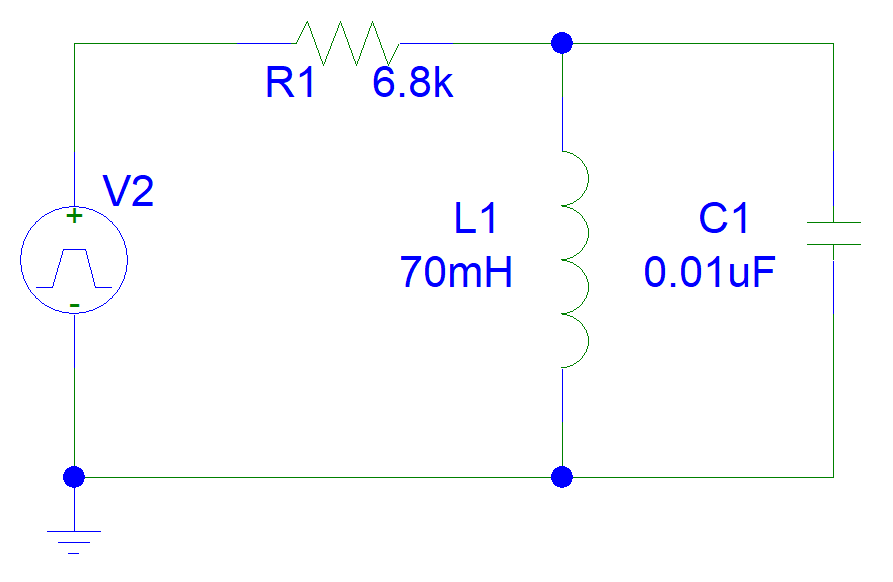 R1 6.8k
V2
+
-
L1
70mH
C1
0.01uF